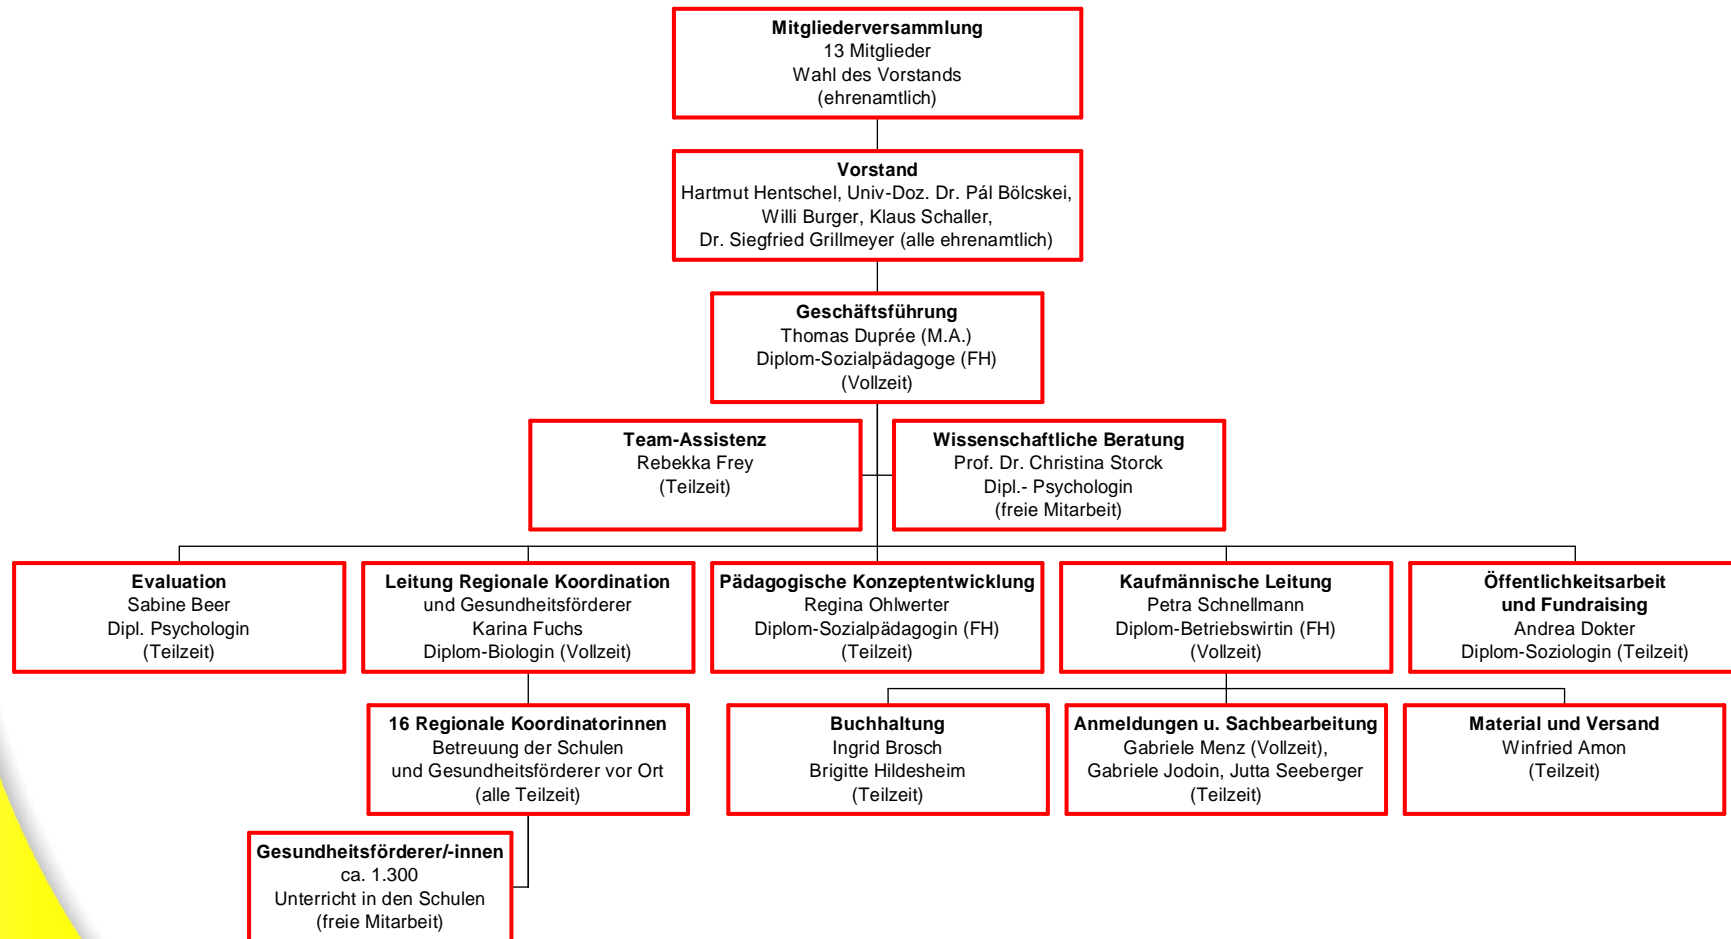 Mitgliederversammlung
13 Mitglieder
Wahl des Vorstands
(ehrenamtlich)
Vorstand
Hartmut Hentschel, Univ-Doz. Dr. Pál Bölcskei,
Willi Burger, Klaus Schaller,
Dr. Siegfried Grillmeyer (alle ehrenamtlich)
Geschäftsführung
Thomas Duprée (M.A.)
Diplom-Sozialpädagoge (FH)
(Vollzeit)
Team-Assistenz
Rebekka Frey
(Teilzeit)
Wissenschaftliche Beratung
Prof. Dr. Christina Storck
Dipl.- Psychologin
(freie Mitarbeit)
Evaluation
Sabine Beer
Dipl. Psychologin
(Teilzeit)
Leitung Regionale Koordination
und Gesundheitsförderer
Karina Fuchs
Diplom-Biologin (Vollzeit)
Pädagogische Konzeptentwicklung
Regina Ohlwerter
Diplom-Sozialpädagogin (FH)
(Teilzeit)
Kaufmännische Leitung
Petra Schnellmann
Diplom-Betriebswirtin (FH)
(Vollzeit)
Öffentlichkeitsarbeit
und Fundraising
Andrea Dokter
Diplom-Soziologin (Teilzeit)
16 Regionale Koordinatorinnen
Betreuung der Schulen
und Gesundheitsförderer vor Ort
(alle Teilzeit)
Buchhaltung
Ingrid Brosch
Brigitte Hildesheim
(Teilzeit)
Anmeldungen u. Sachbearbeitung
Gabriele Menz (Vollzeit),
Gabriele Jodoin, Jutta Seeberger
(Teilzeit)
Material und Versand
Winfried Amon
(Teilzeit)
Gesundheitsförderer/-innen
ca. 1.300
Unterricht in den Schulen
(freie Mitarbeit)